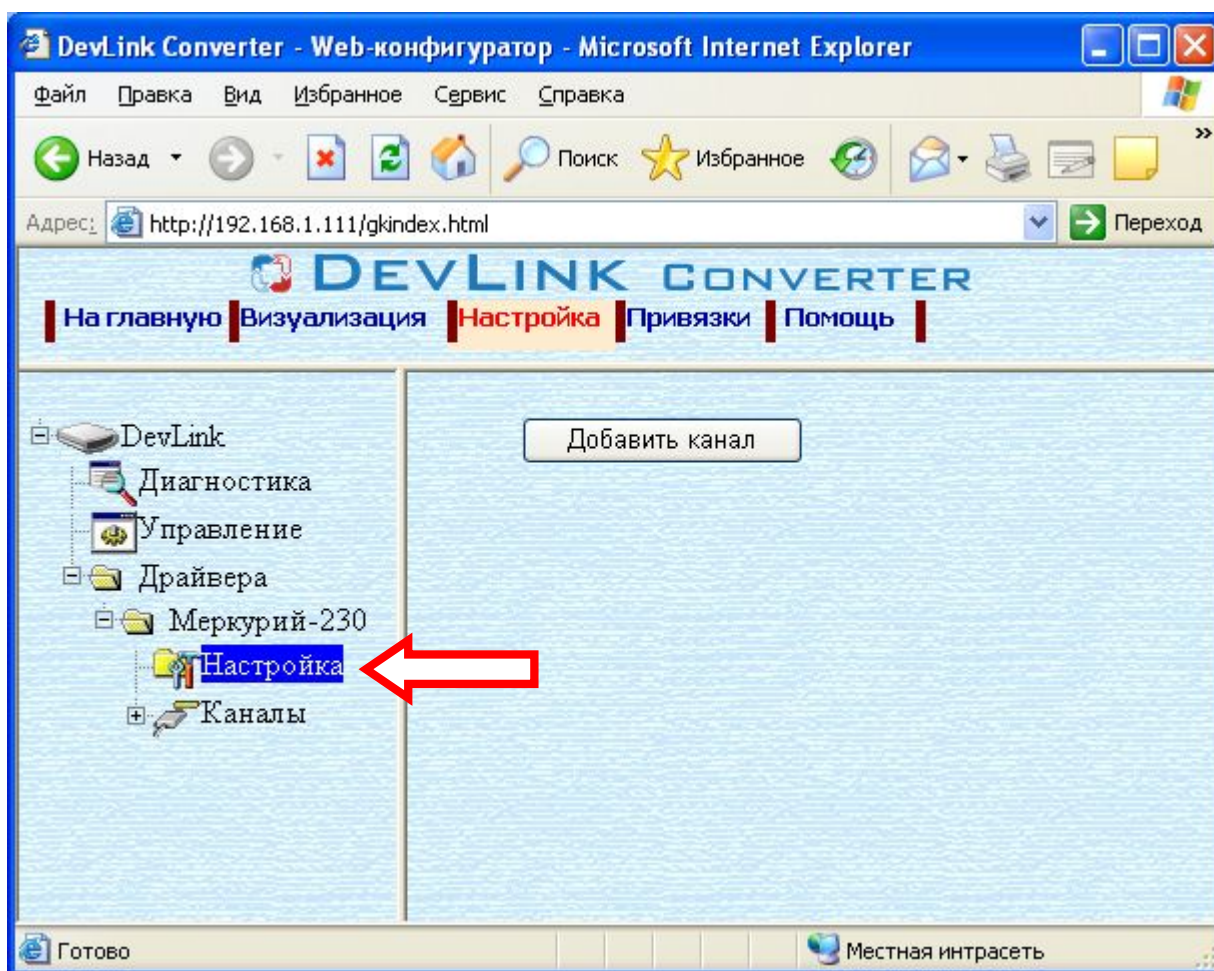 DevLink Converter - Web-конфигуратор - Microsoft Internet Explorer
Файл Правка Вид Избранное Сервис Справка
Назад Поиск Избранное »
Адрес: http://192.168.1.111/gkindex.html Переход
DEVLINK CONVERTER
На главную Визуализация Настройка Привязки Помощь
DevLink
Добавить канал
Диагностика
Управление
Драйвера
Меркурий-230
Настройка
Каналы
Готово Местная интрасеть